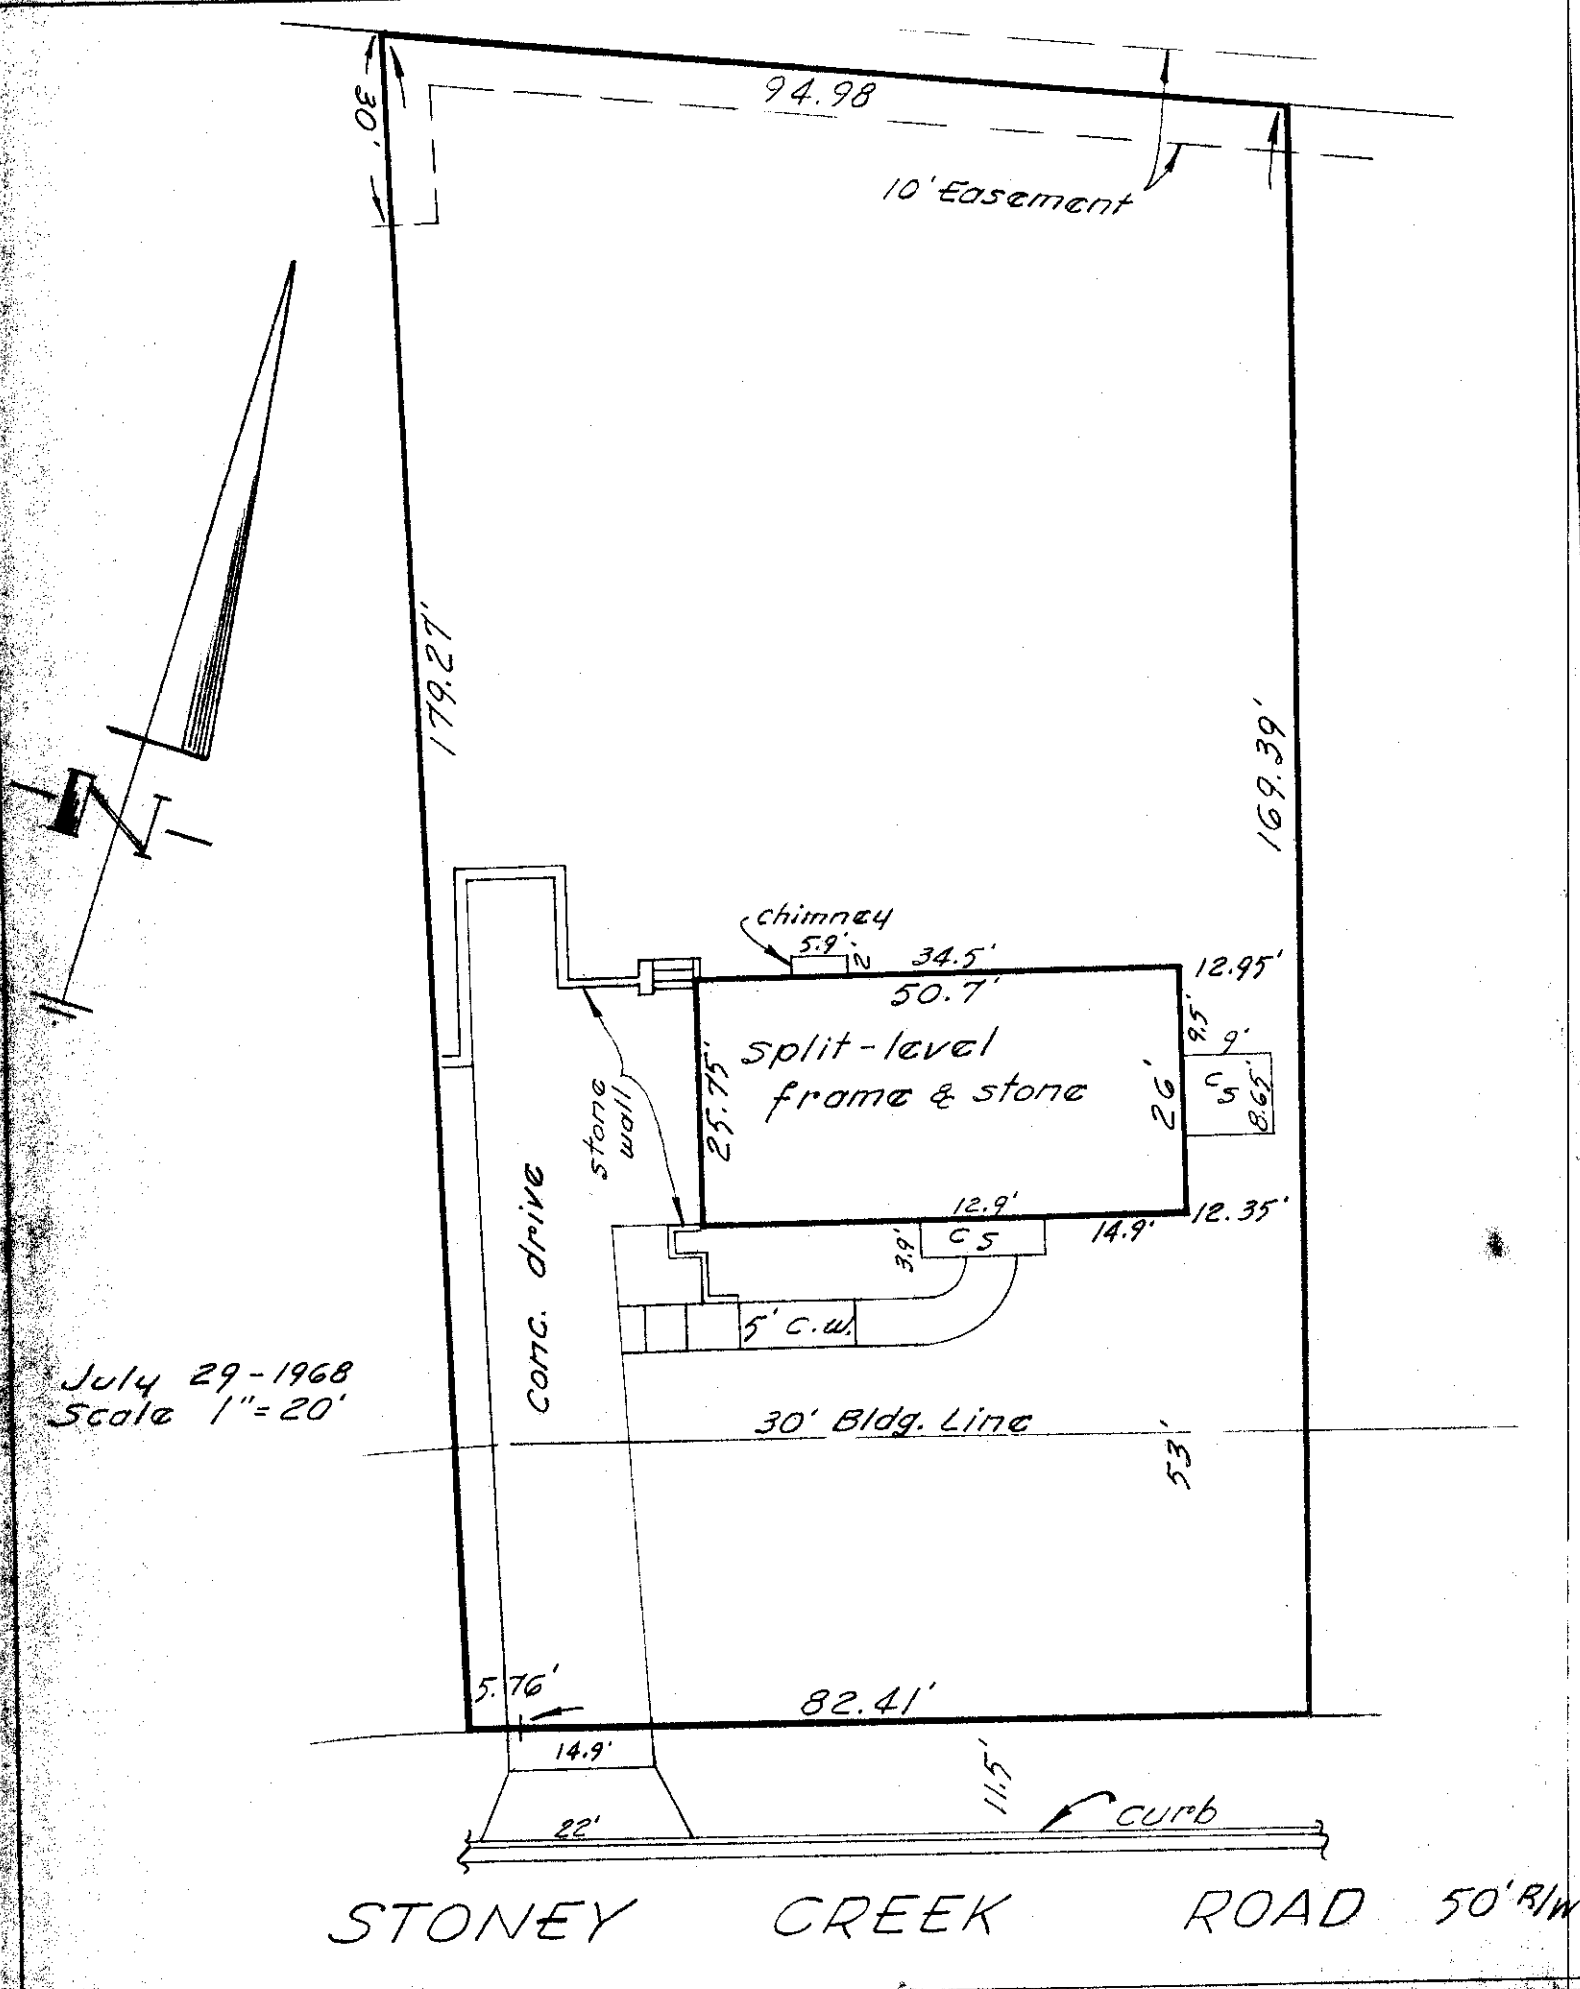 94.98
30'
10' Easement
179.27'
169.39'
N
chimney
5.9'
2'
34.5'
12.95'
50.7'
split-level
frame & stone
25.75'
26'
9.5'
9'
CS
8.65'
stone
wall
conc. drive
12.9'
CS
3.9'
14.9'
12.35'
5' C.W.
July 29-1968
Scale 1"=20'
30' Bldg. Line
53'
5.76'
82.41'
14.9'
11.5'
22'
curb
STONEY CREEK ROAD 50' R/W